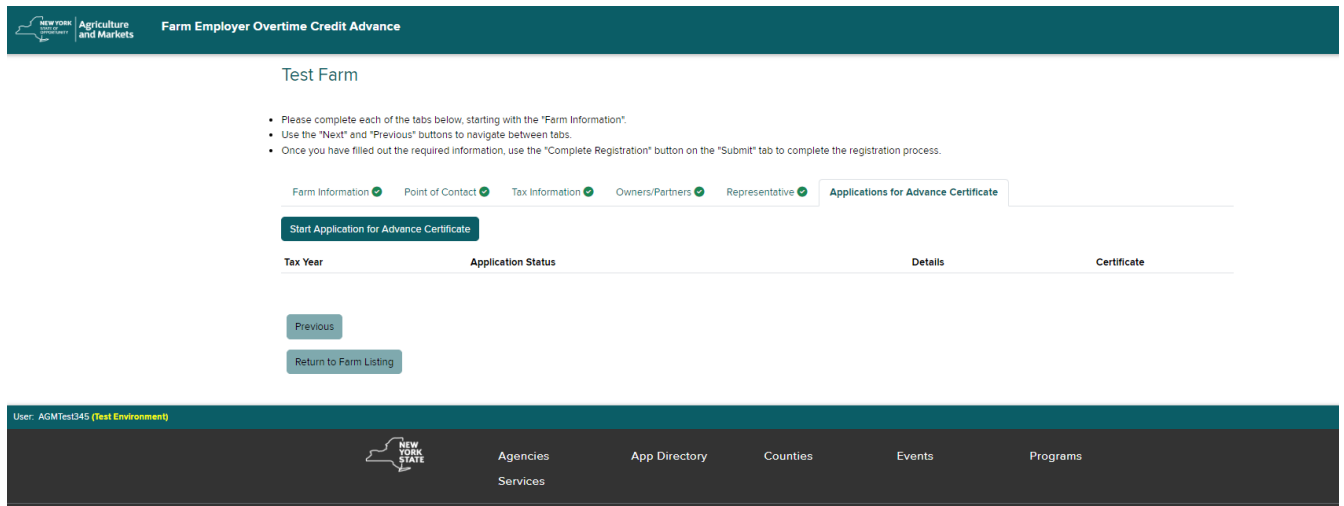 NEW YORK
STATE OF
OPPORTUNITY
Agriculture
and Markets
Farm Employer Overtime Credit Advance
Test Farm
Please complete each of the tabs below, starting with the "Farm Information".
Use the "Next" and "Previous" buttons to navigate between tabs.
Once you have filled out the required information, use the "Complete Registration" button on the "Submit" tab to complete the registration process.
Farm Information Point of Contact Tax Information Owners/Partners Representative Applications for Advance Certificate
Start Application for Advance Certificate
Tax Year Application Status Details Certificate
Previous
Return to Farm Listing
User: AGMTest345 (Test Environment)
NEW
YORK
STATE
Agencies App Directory Counties Events Programs
Services